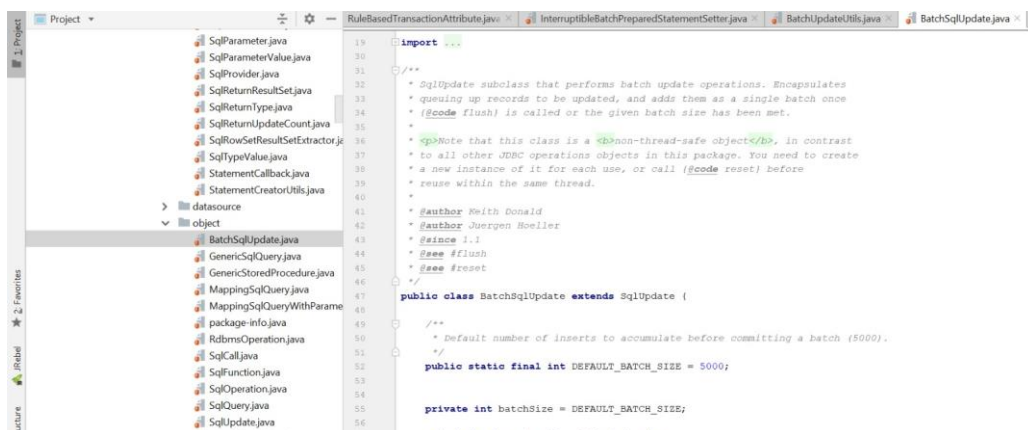 Project
RuleBasedTransactionAttribute.java
InterruptibleBatchPreparedStatementSetter.java
BatchUpdateUtils.java
BatchSqlUpdate.java
1: Project
SqlParameter.java
SqlParameterValue.java
SqlProvider.java
SqlReturnResultSet.java
SqlReturnType.java
SqlReturnUpdateCount.java
SqlRowSetResultSetExtractor.ja
SqlTypeValue.java
StatementCallback.java
StatementCreatorUtils.java
datasource
object
BatchSqlUpdate.java
GenericSqlQuery.java
GenericStoredProcedure.java
MappingSqlQuery.java
MappingSqlQueryWithParame
package-info.java
RdbmsOperation.java
SqlCall.java
SqlFunction.java
SqlOperation.java
SqlQuery.java
SqlUpdate.java
2: Favorites
JRebel
ucture
19 import ...
30
31 /**
32 * SqlUpdate subclass that performs batch update operations. Encapsulates
33 * queuing up records to be updated, and adds them as a single batch once
34 * {@code flush} is called or the given batch size has been met.
35 *
36 * <p>Note that this class is a <b>non-thread-safe object</b>, in contrast
37 * to all other JDBC operations objects in this package. You need to create
38 * a new instance of it for each use, or call {@code reset} before
39 * reuse within the same thread.
40 *
41 * @author Keith Donald
42 * @author Juergen Hoeller
43 * @since 1.1
44 * @see #flush
45 * @see #reset
46 */
47 public class BatchSqlUpdate extends SqlUpdate {
48
49 /**
50 * Default number of inserts to accumulate before committing a batch (5000).
51 */
52 public static final int DEFAULT_BATCH_SIZE = 5000;
53
54
55 private int batchSize = DEFAULT_BATCH_SIZE;
56